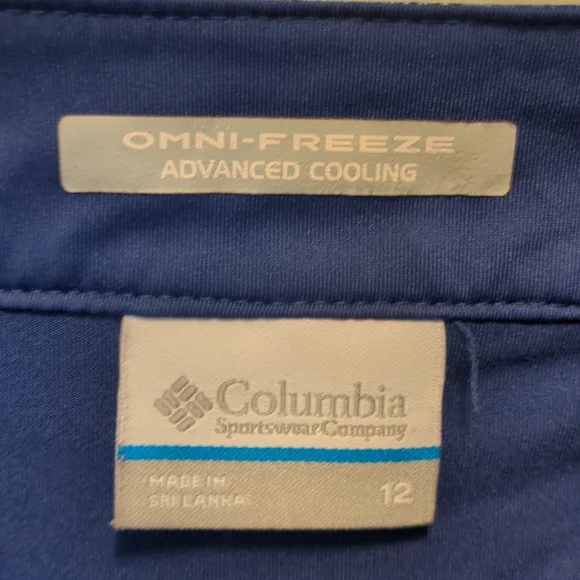 OMNI-FREEZE
ADVANCED COOLING
Columbia
Sportswear Company
MADE IN
SRI LANKA
12